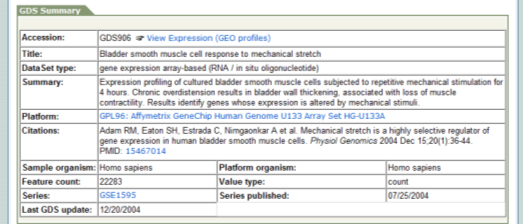 GDS Summary
Accession: GDS906 View Expression (GEO profiles)
Title: Bladder smooth muscle cell response to mechanical stretch
DataSet type: gene expression array-based (RNA / in situ oligonucleotide)
Summary: Expression profiling of cultured bladder smooth muscle cells subjected to repetitive mechanical stimulation for
4 hours. Chronic overdistension results in bladder wall thickening, associated with loss of muscle
contractility. Results identify genes whose expression is altered by mechanical stimuli.
Platform: GPL96: Affymetrix GeneChip Human Genome U133 Array Set HG-U133A
Citations: Adam RM, Eaton SH, Estrada C, Nimgaonkar A et al. Mechanical stretch is a highly selective regulator of
gene expression in human bladder smooth muscle cells. Physiol Genomics 2004 Dec 15;20(1):36-44.
PMID: 15467014
Sample organism: Homo sapiens Platform organism: Homo sapiens
Feature count: 22283 Value type: count
Series: GSE1595 Series published: 07/25/2004
Last GDS update: 12/20/2004